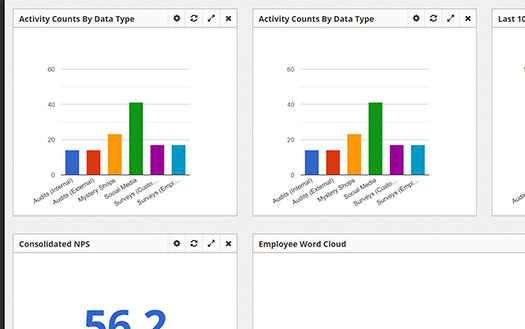 Activity Counts By Data Type
Activity Counts By Data Type
Last 10
60
40
20
0
Audits (Internal)
Audits (External)
Mystery Shops
Social Media
Surveys (Custo...
Surveys (Empl...
60
40
20
0
Audits (Internal)
Audits (External)
Mystery Shops
Social Media
Surveys (Custo...
Surveys (Empl...
Consolidated NPS
Employee Word Cloud
56.2